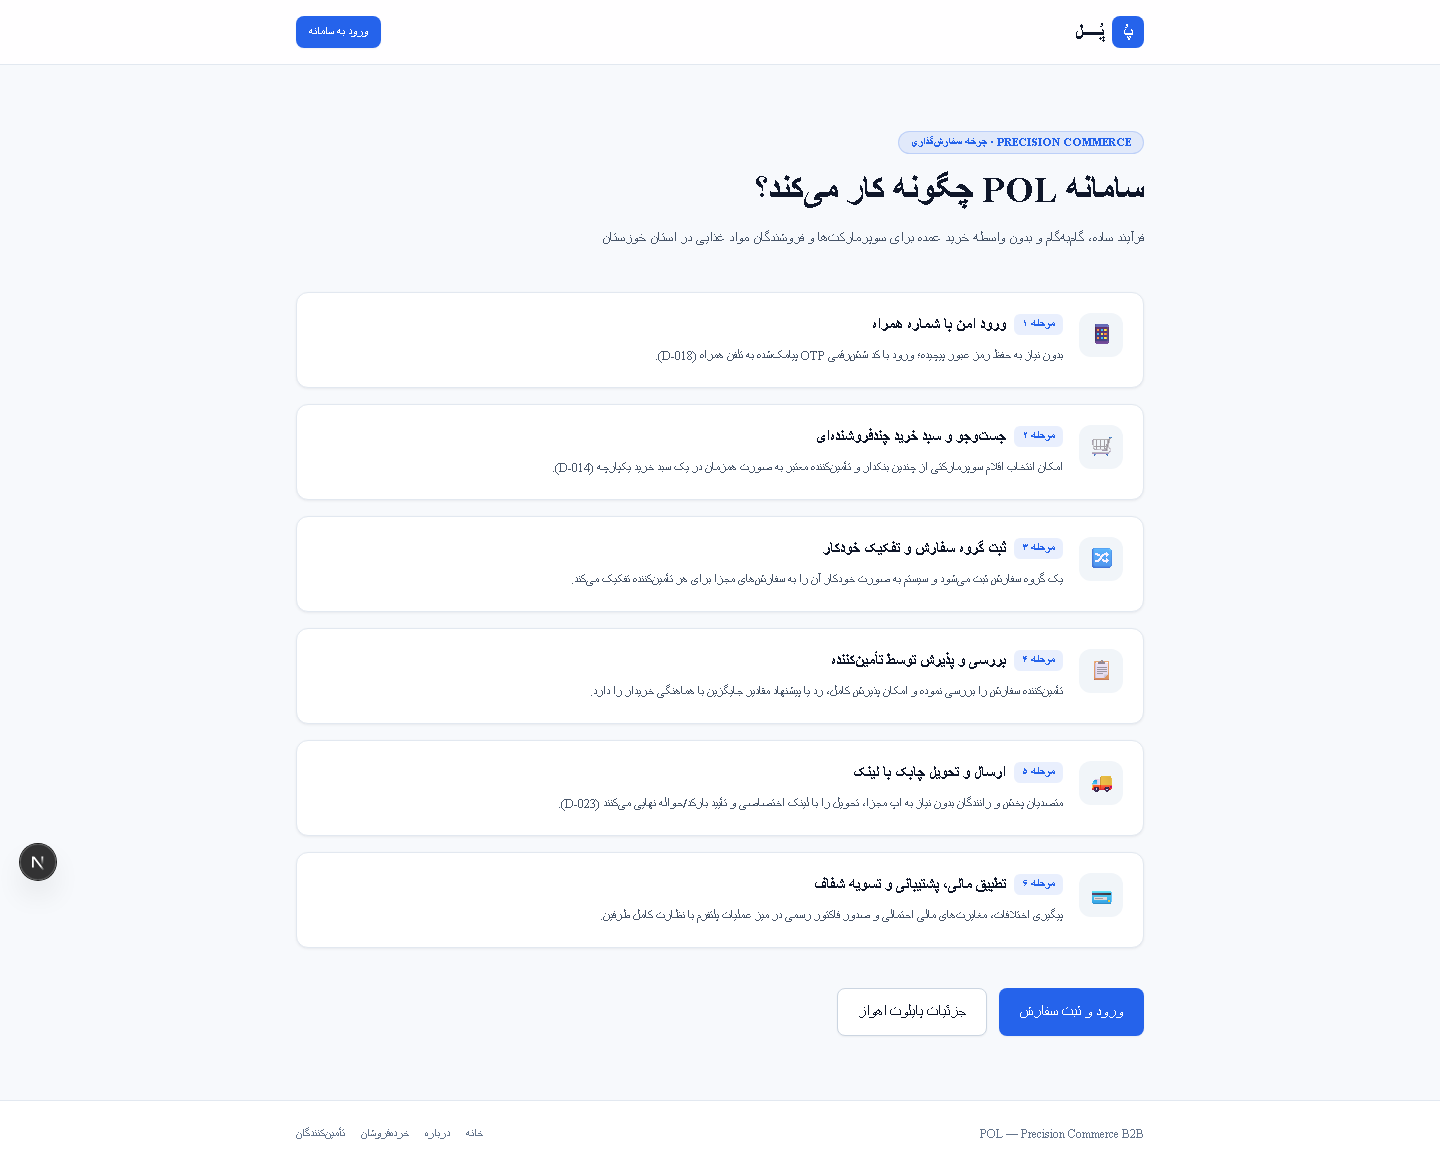 پُ
پُـــل
ورود به سامانه
PRECISION COMMERCE • چرخه سفارش‌گذاری
سامانه POL چگونه کار می‌کند؟
فرآیند ساده، گام‌به‌گام و بدون واسطه خرید عمده برای سوپرمارکت‌ها و فروشندگان مواد غذایی در استان خوزستان
مرحله ۱ ورود امن با شماره همراه
بدون نیاز به حفظ رمز عبور پیچیده؛ ورود با کد شش‌رقمی OTP پیامک‌شده به تلفن همراه (D-018).
مرحله ۲ جست‌وجو و سبد خرید چندفروشنده‌ای
امکان انتخاب اقلام سوپرمارکتی از چندین بنکدار و تأمین‌کننده معتبر به صورت همزمان در یک سبد خرید یکپارچه (D-014).
مرحله ۳ ثبت گروه سفارش و تفکیک خودکار
یک گروه سفارش ثبت می‌شود و سیستم به صورت خودکار آن را به سفارش‌های مجزا برای هر تأمین‌کننده تفکیک می‌کند.
مرحله ۴ بررسی و پذیرش توسط تأمین‌کننده
تأمین‌کننده سفارش را بررسی نموده و امکان پذیرش کامل، رد یا پیشنهاد مقادیر جایگزین با هماهنگی خریدار را دارد.
مرحله ۵ ارسال و تحویل چابک با لینک
متصدیان پخش و رانندگان بدون نیاز به اپ مجزا، تحویل را با لینک اختصاصی و تأیید بارکد/حواله نهایی می‌کنند (D-023).
مرحله ۶ تطبیق مالی، پشتیبانی و تسویه شفاف
پیگیری اختلافات، مغایرت‌های مالی احتمالی و صدور فاکتور رسمی در میز عملیات پلتفرم با نظارت کامل طرفین.
ورود و ثبت سفارش
جزئیات پایلوت اهواز
POL — Precision Commerce B2B
خانه
درباره
خرده‌فروشان
تأمین‌کنندگان